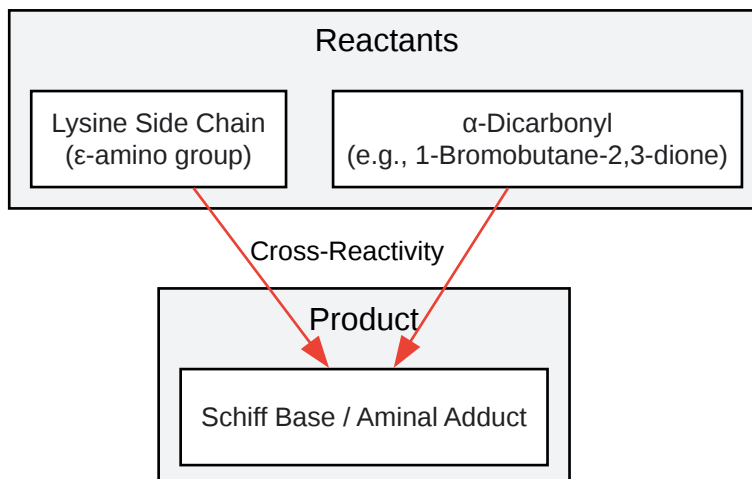 Reactants
Lysine Side Chain
(ε-amino group)
α-Dicarbonyl
(e.g., 1-Bromobutane-2,3-dione)
Cross-Reactivity
Product
Schiff Base / Aminal Adduct